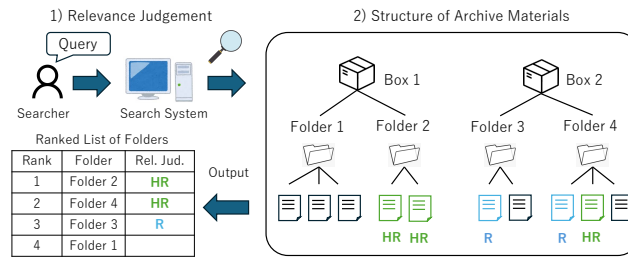 1) Relevance Judgement
2) Structure of Archive Materials
Query
Searcher
Search System
Box 1
Box 2
Folder 1
Folder 2
Folder 3
Folder 4
HR HR
R
R HR
Output
Ranked List of Folders
Rank Folder Rel. Jud.
1 Folder 2 HR
2 Folder 4 HR
3 Folder 3 R
4 Folder 1